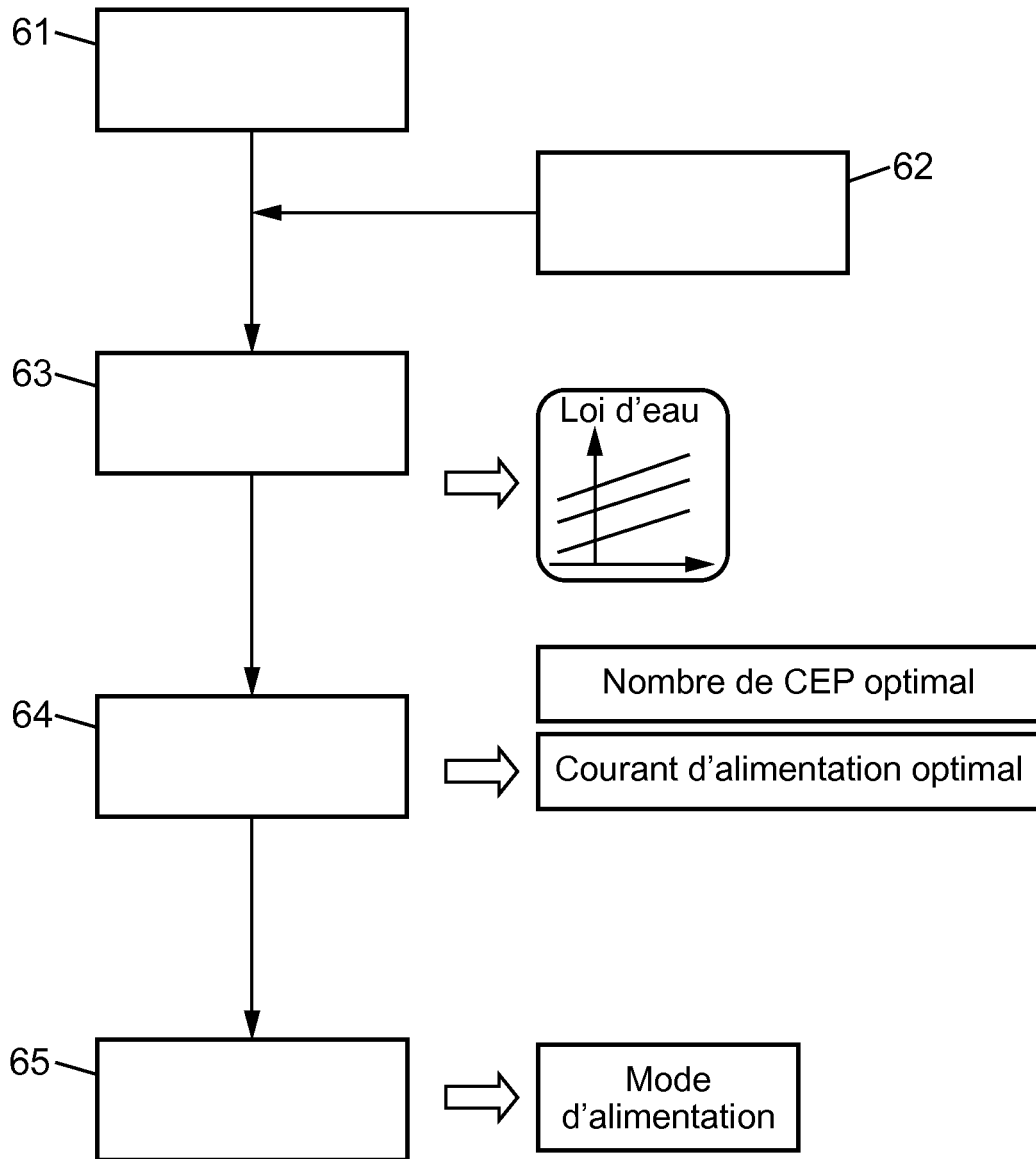 61
62
63
Loi d'eau
64
Nombre de CEP optimal
Courant d'alimentation optimal
65
Mode
d'alimentation